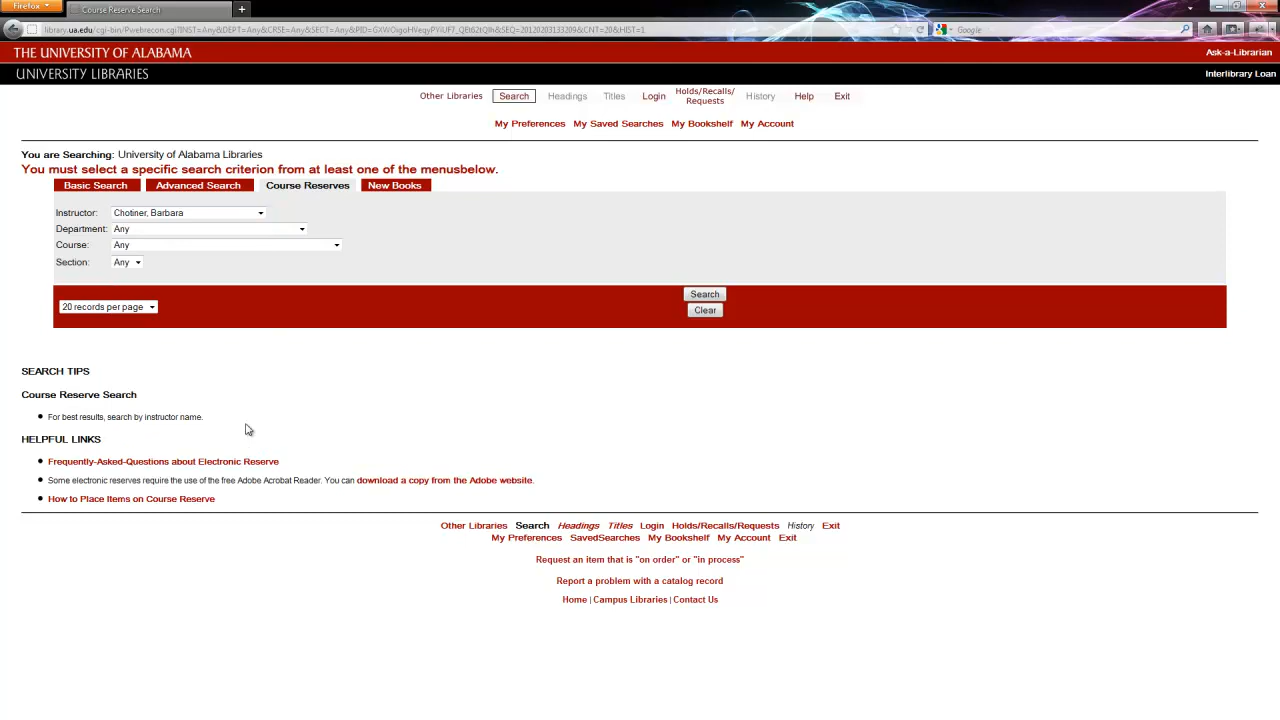 Firefox
Course Reserve Search
+
Google
THE UNIVERSITY OF ALABAMA
Ask-a-Librarian
UNIVERSITY LIBRARIES
Interlibrary Loan
Other Libraries Search Headings Titles Login Holds/Recalls/Requests History Help Exit
My Preferences My Saved Searches My Bookshelf My Account
You are Searching: University of Alabama Libraries
You must select a specific search criterion from at least one of the menusbelow.
Basic Search Advanced Search Course Reserves New Books
Instructor: Chotiner, Barbara
Department: Any
Course: Any
Section: Any
20 records per page
Search
Clear
SEARCH TIPS
Course Reserve Search
For best results, search by instructor name.
HELPFUL LINKS
Frequently-Asked-Questions about Electronic Reserve
Some electronic reserves require the use of the free Adobe Acrobat Reader. You can download a copy from the Adobe website.
How to Place Items on Course Reserve
Other Libraries Search Headings Titles Login Holds/Recalls/Requests History Exit
My Preferences SavedSearches My Bookshelf My Account Exit
Request an item that is "on order" or "in process"
Report a problem with a catalog record
Home | Campus Libraries | Contact Us